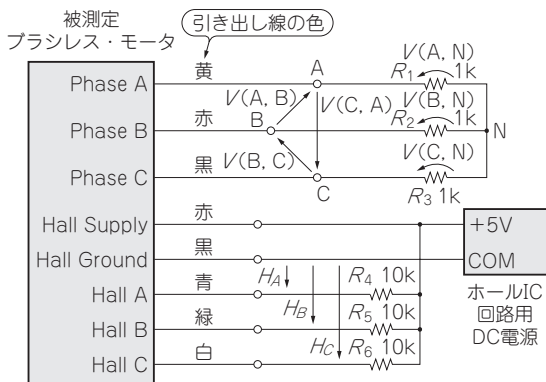 被測定
ブラシレス・モータ
引き出し線の色
Phase A
黄
A
V(A, N)
R1 1k
V(A, B)
V(C, A)
Phase B
赤
B
V(B, N)
R2 1k
N
V(B, C)
V(C, N)
Phase C
黒
C
R3 1k
Hall Supply
赤
+5V
Hall Ground
黒
COM
Hall A
青
HA
R4 10k
Hall B
緑
HB
R5 10k
Hall C
白
HC
R6 10k
ホールIC
回路用
DC電源